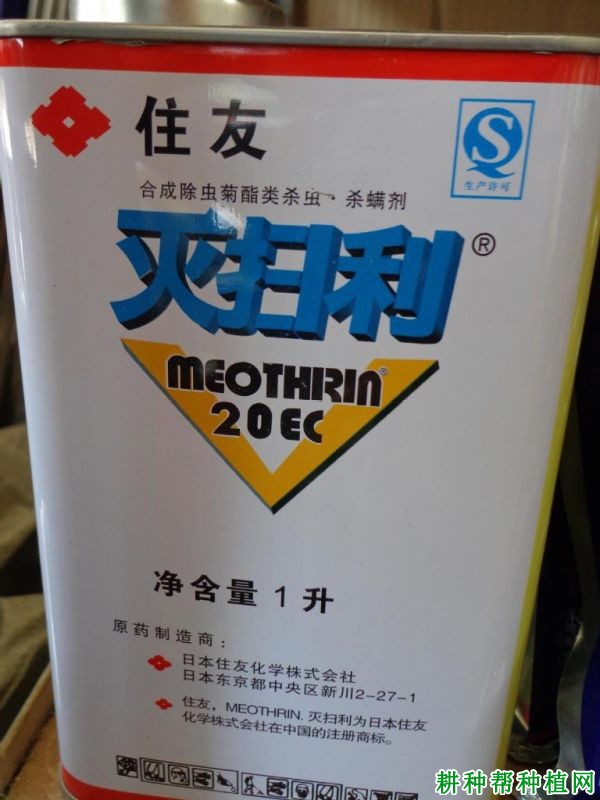 住友
S
生产许可
合成除虫菊酯类杀虶·杀螨剂
灭扫利®
MEOTHRIN®
20EC
净含量 1升
原药制造商：
日本住友化学株式会社
日本东京都中央区新川2-27-1
住友，MEOTHRIN. 灭扫利为日本住友
化学株式会社在中国的注册商标。
耕种帮种植网